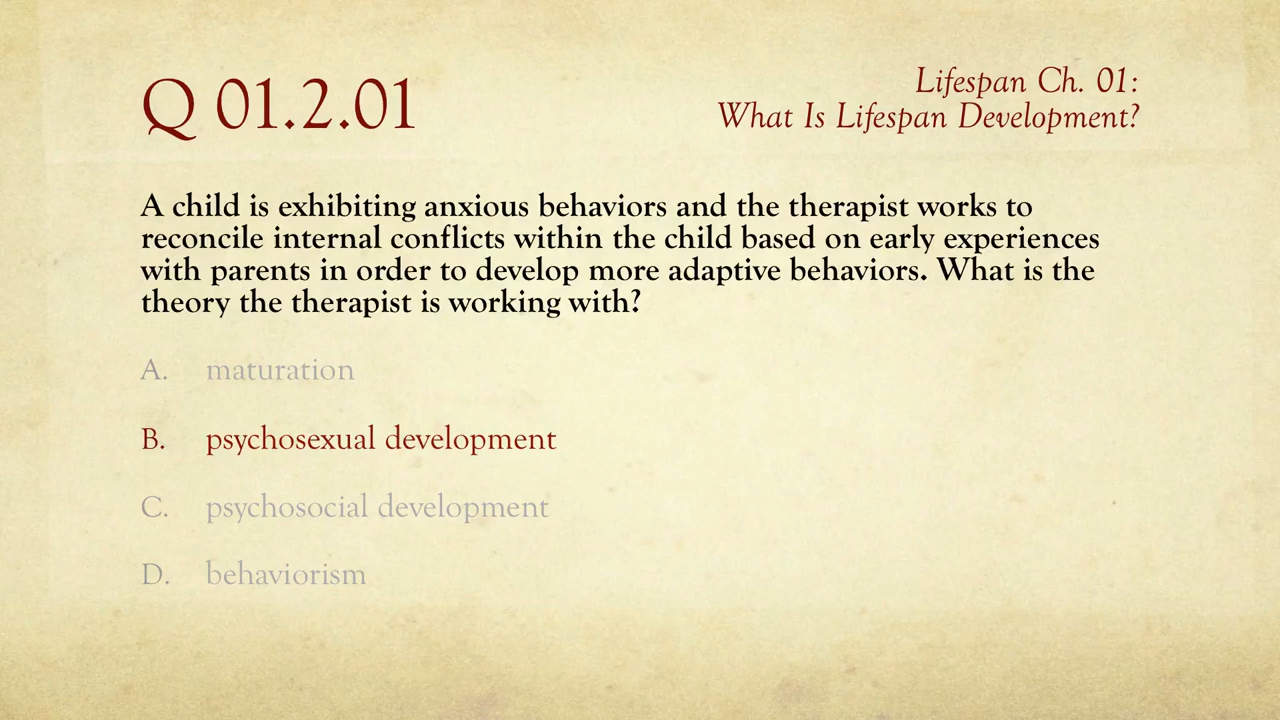 Q 01.2.01
Lifespan Ch. 01:
What Is Lifespan Development?
A child is exhibiting anxious behaviors and the therapist works to
reconcile internal conflicts within the child based on early experiences
with parents in order to develop more adaptive behaviors. What is the
theory the therapist is working with?
A. maturation
B. psychosexual development
C. psychosocial development
D. behaviorism